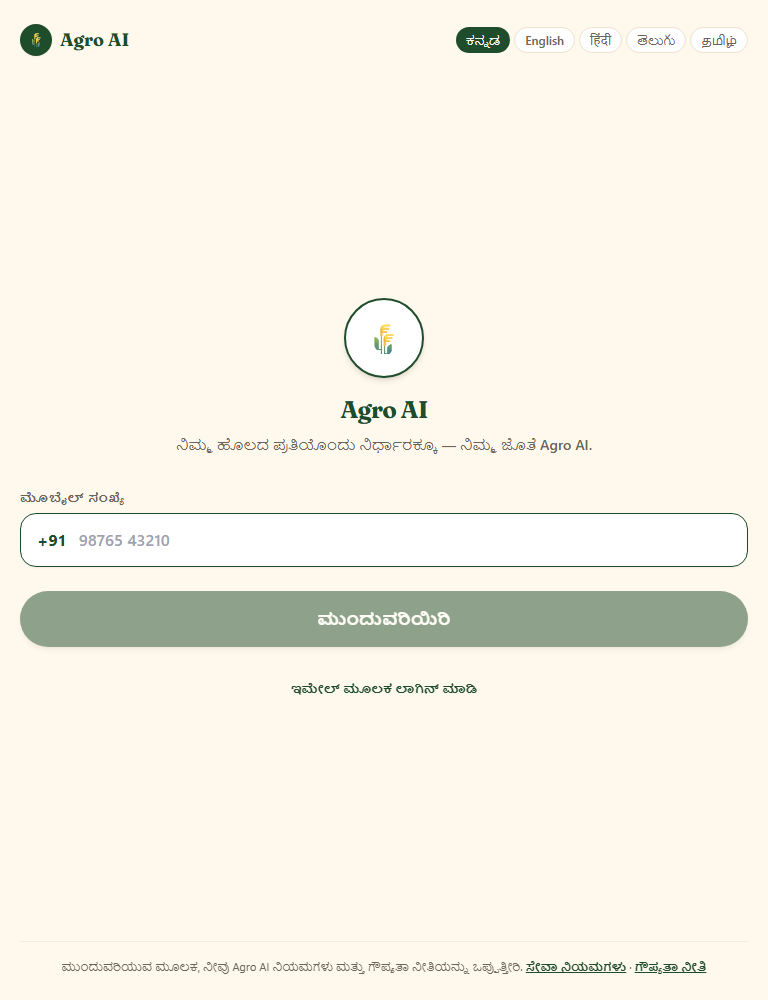 Agro AI
ಕನ್ನಡ English हिंदी తెలుగు தமிழ்
Agro AI
ನಿಮ್ಮ ಹೊಲದ ಪ್ರತಿಯೊಂದು ನಿರ್ಧಾರಕ್ಕೂ — ನಿಮ್ಮ ಜೊತೆ Agro AI.
ಮೊಬೈಲ್ ಸಂಖ್ಯೆ
+91 98765 43210
ಮುಂದುವರಿಯಿರಿ
ಇಮೇಲ್ ಮೂಲಕ ಲಾಗಿನ್ ಮಾಡಿ
ಮುಂದುವರಿಯುವ ಮೂಲಕ, ನೀವು Agro AI ನಿಯಮಗಳು ಮತ್ತು ಗೌಪ್ಯತಾ ನೀತಿಯನ್ನು ಒಪ್ಪುತ್ತೀರಿ. ಸೇವಾ ನಿಯಮಗಳು · ಗೌಪ್ಯತಾ ನೀತಿ